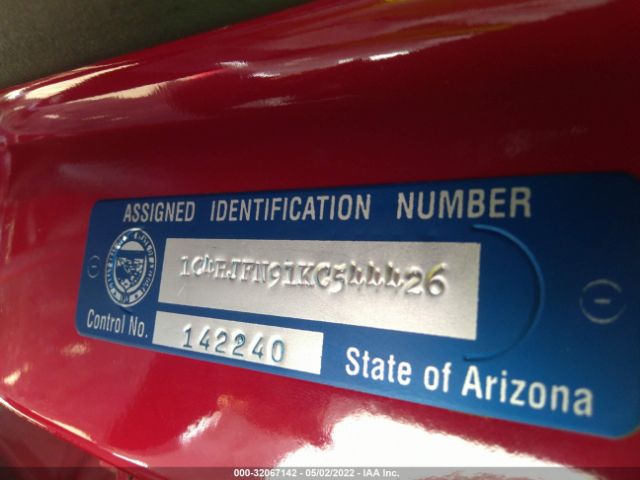 ASSIGNED IDENTIFICATION NUMBER
1C4RJFN91KC544426
Control No. 142240
State of Arizona
000-32067142 - 05/02/2022 - IAA Inc.